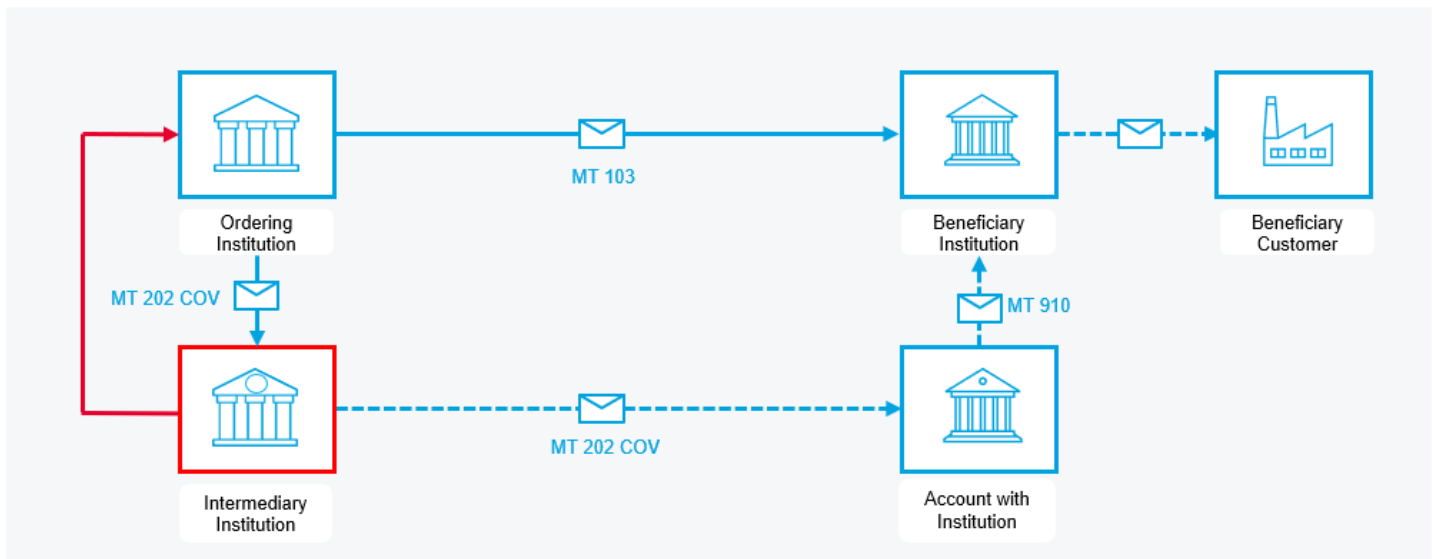 MT 103
Ordering
Institution
Beneficiary
Institution
Beneficiary
Customer
MT 202 COV
MT 910
MT 202 COV
Intermediary
Institution
Account with
Institution